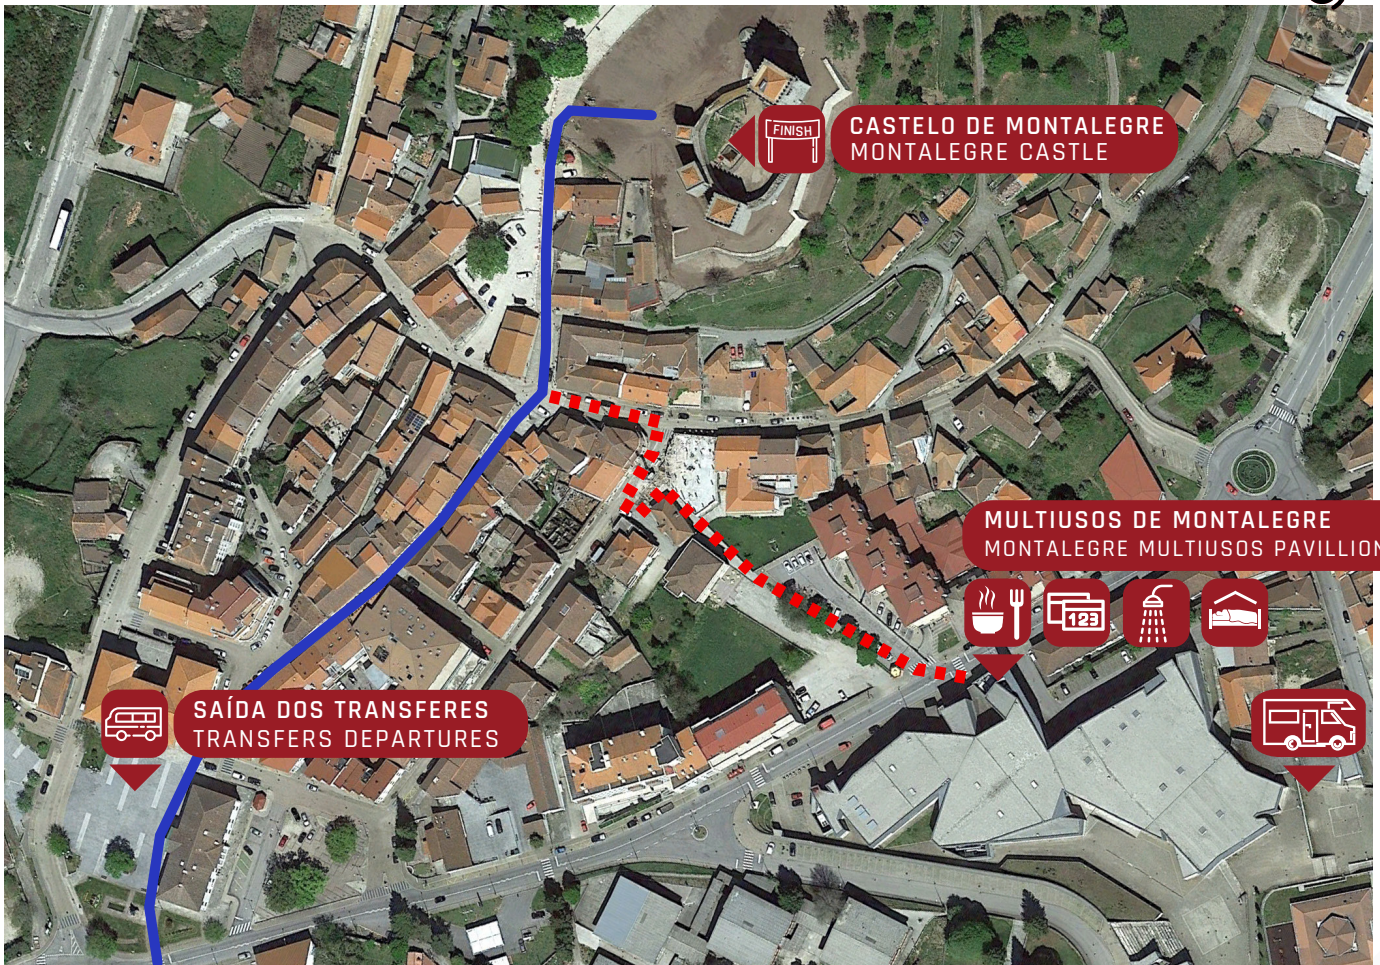 FINISH
CASTELO DE MONTALEGRE
MONTALEGRE CASTLE
MULTIUSOS DE MONTALEGRE
MONTALEGRE MULTIUSOS PAVILLION
123
SAÍDA DOS TRANSFERES
TRANSFERS DEPARTURES